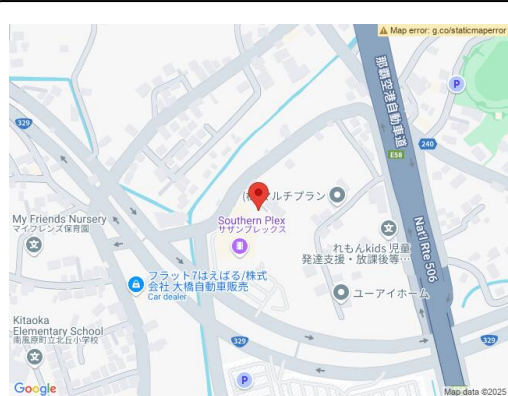 Map error: g.co/staticmaperror
那覇空港自動車道
P
329
E58
240
マルチプラン
My Friends Nursery
マイフレンズ保育園
Southern Plex
サザンプレックス
Nat'l Rte 506
れもんkids 児童
発達支援・放課後等…
フラット7はえばる/株式
会社 大橋自動車販売
Car dealer
ユーアイホーム
Kitaoka
Elementary School
南風原町立北丘小学校
329
329
P
Google
Map data ©2025